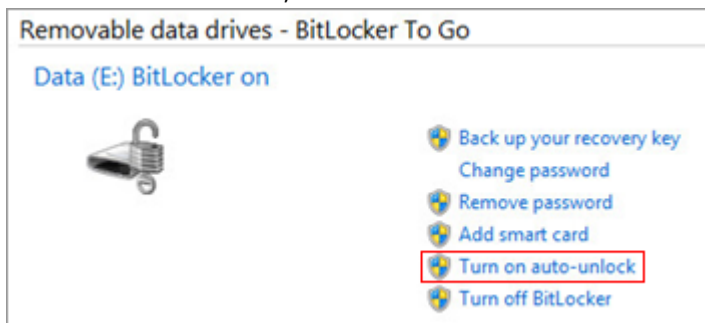 Removable data drives - BitLocker To Go
Data (E:) BitLocker on
Back up your recovery key
Change password
Remove password
Add smart card
Turn on auto-unlock
Turn off BitLocker